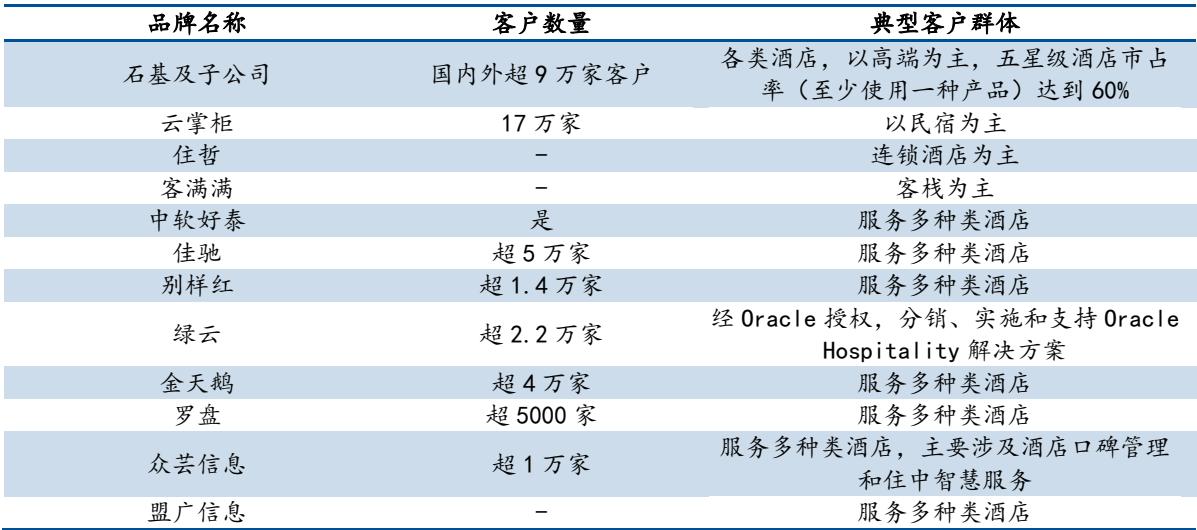 品牌名称 客户数量 典型客户群体
石基及子公司 国内外超 9 万家客户 各类酒店，以高端为主，五星级酒店市占
率（至少使用一种产品）达到 60%
云掌柜 17 万家 以民宿为主
住哲 - 连锁酒店为主
客满满 - 客栈为主
中软好泰 是 服务多种类酒店
佳驰 超 5 万家 服务多种类酒店
别样红 超 1.4 万家 服务多种类酒店
绿云 超 2.2 万家 经 Oracle 授权，分销、实施和支持 Oracle
Hospitality 解决方案
金天鹅 超 4 万家 服务多种类酒店
罗盘 超 5000 家 服务多种类酒店
众芸信息 超 1 万家 服务多种类酒店，主要涉及酒店口碑管理
和住中智慧服务
盟广信息 - 服务多种类酒店